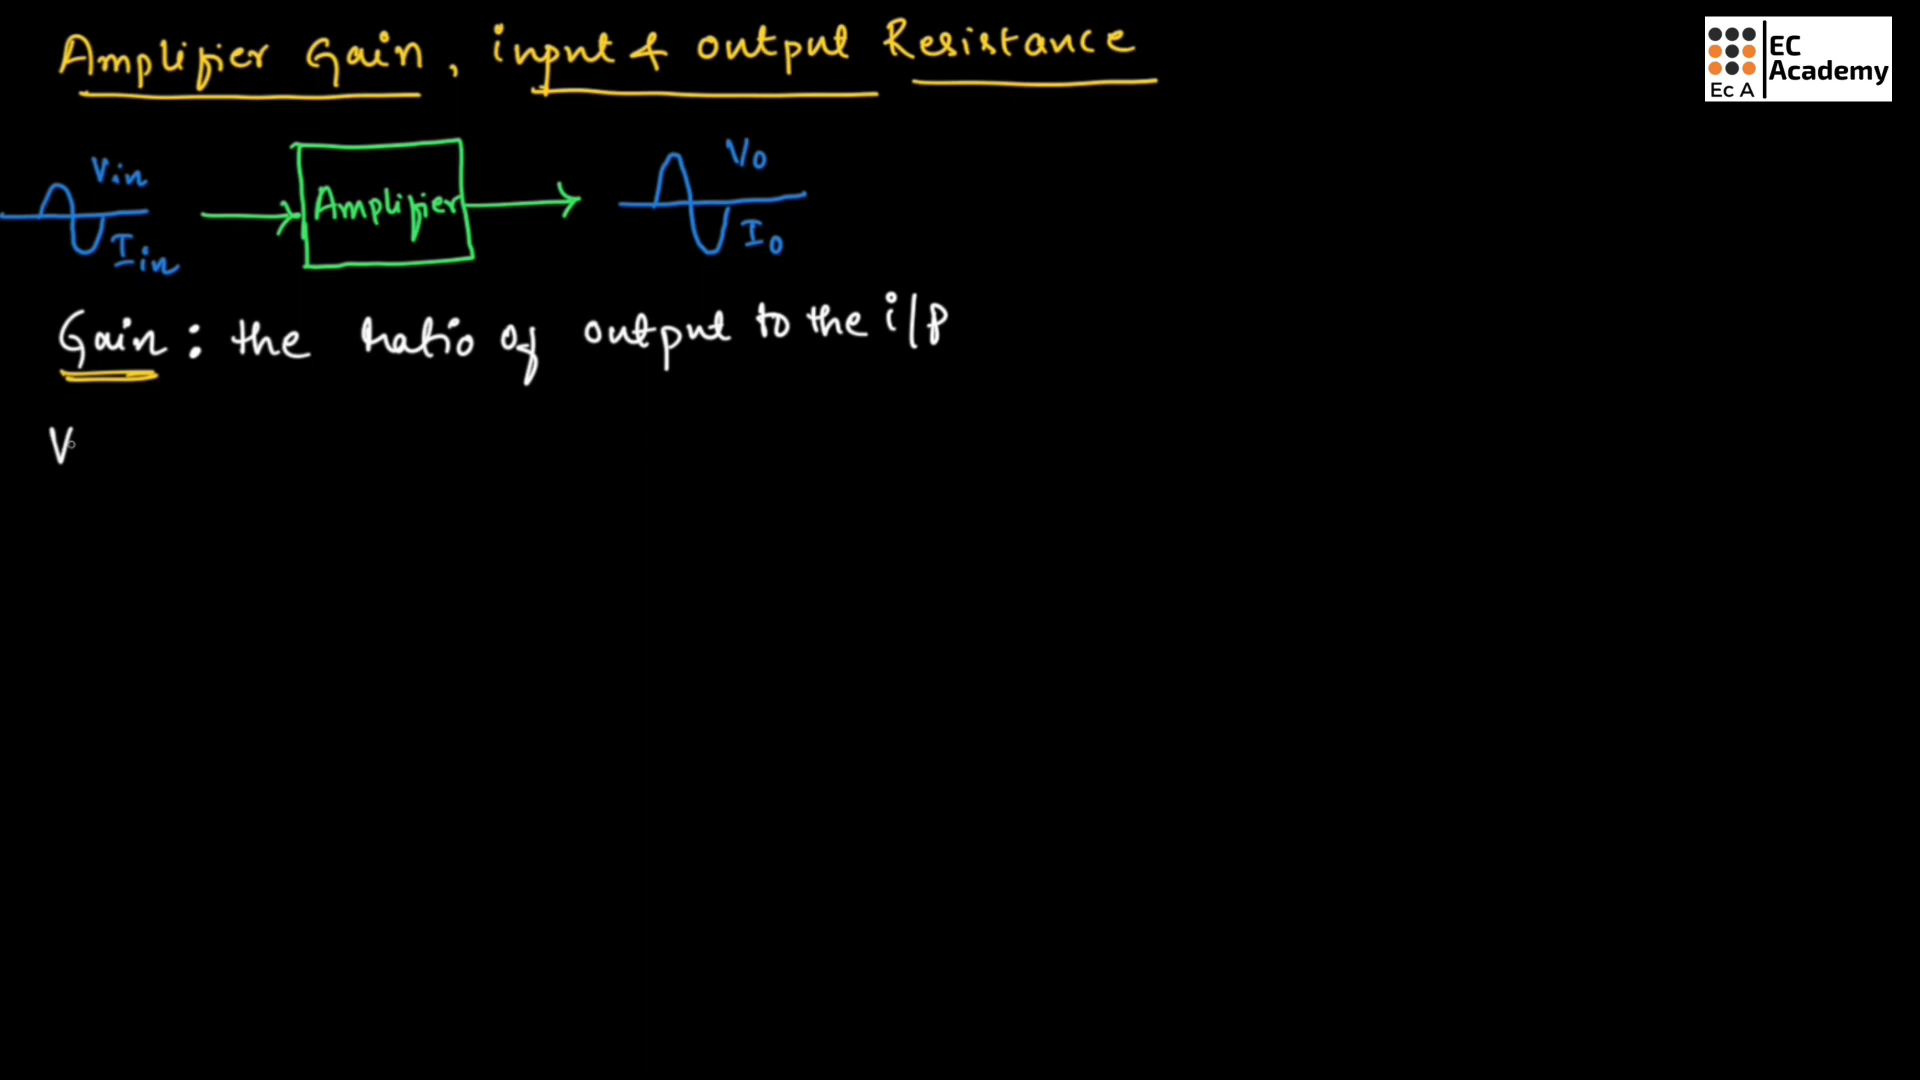 Amplifier Gain, input & output Resistance
EC
Academy
Ec A
Vin
Iin
Amplifier
Vo
Io
Gain : the ratio of output to the i/p
V